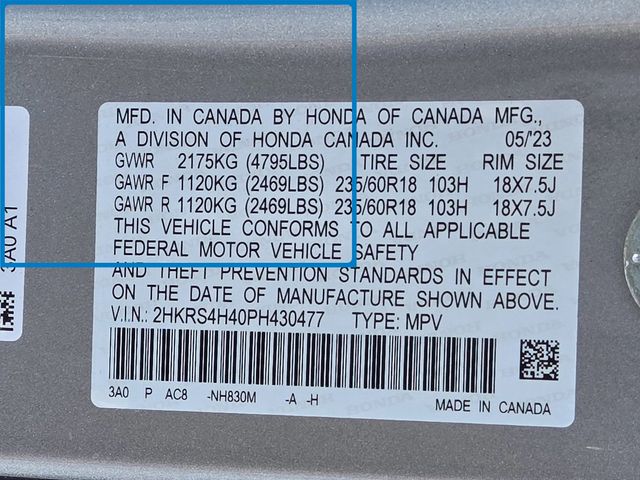 MFD. IN CANADA BY HONDA OF CANADA MFG.,
A DIVISION OF HONDA CANADA INC. 05/'23
GVWR 2175KG (4795LBS) TIRE SIZE RIM SIZE
GAWR F 1120KG (2469LBS) 235/60R18 103H 18X7.5J
GAWR R 1120KG (2469LBS) 235/60R18 103H 18X7.5J
THIS VEHICLE CONFORMS TO ALL APPLICABLE
FEDERAL MOTOR VEHICLE SAFETY
AND THEFT PREVENTION STANDARDS IN EFFECT
ON THE DATE OF MANUFACTURE SHOWN ABOVE.
V.I.N.: 2HKRS4H40PH430477 TYPE: MPV
3A0 P AC8 -NH830M -A -H
MADE IN CANADA
3A0 A1